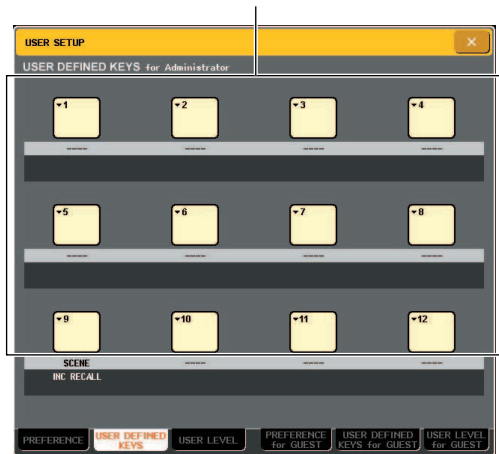 USER SETUP
×
USER DEFINED KEYS for Administrator
1 2 3 4
---- ---- ---- ----
5 6 7 8
---- ---- ---- ----
9 10 11 12
SCENE ---- ---- ----
INC RECALL
PREFERENCE
USER DEFINED
KEYS
USER LEVEL
PREFERENCE
for GUEST
USER DEFINED
KEYS for GUEST
USER LEVEL
for GUEST